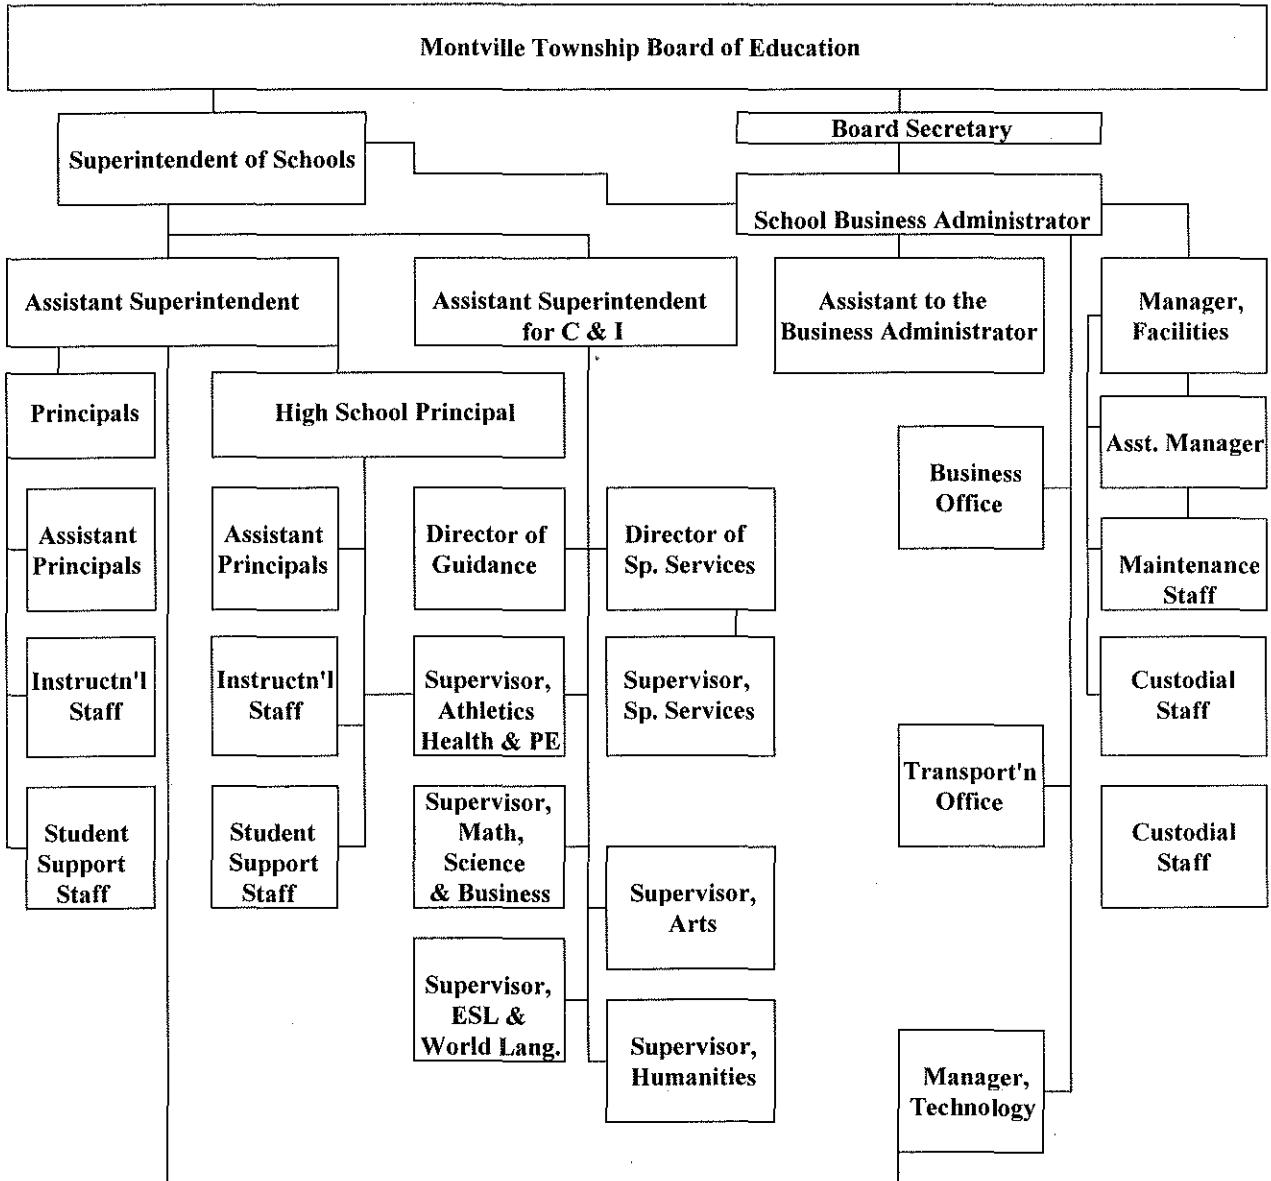 Montville Township Board of Education
Superintendent of Schools
Board Secretary
School Business Administrator
Assistant Superintendent
Assistant Superintendent
for C & I
Assistant to the
Business Administrator
Manager,
Facilities
Principals
High School Principal
Asst. Manager
Business
Office
Assistant
Principals
Assistant
Principals
Director of
Guidance
Director of
Sp. Services
Maintenance
Staff
Instructn'l
Staff
Instructn'l
Staff
Supervisor,
Athletics
Health & PE
Supervisor,
Sp. Services
Custodial
Staff
Transport'n
Office
Student
Support
Staff
Student
Support
Staff
Supervisor,
Math,
Science
& Business
Custodial
Staff
Supervisor,
Arts
Supervisor,
ESL &
World Lang.
Supervisor,
Humanities
Manager,
Technology